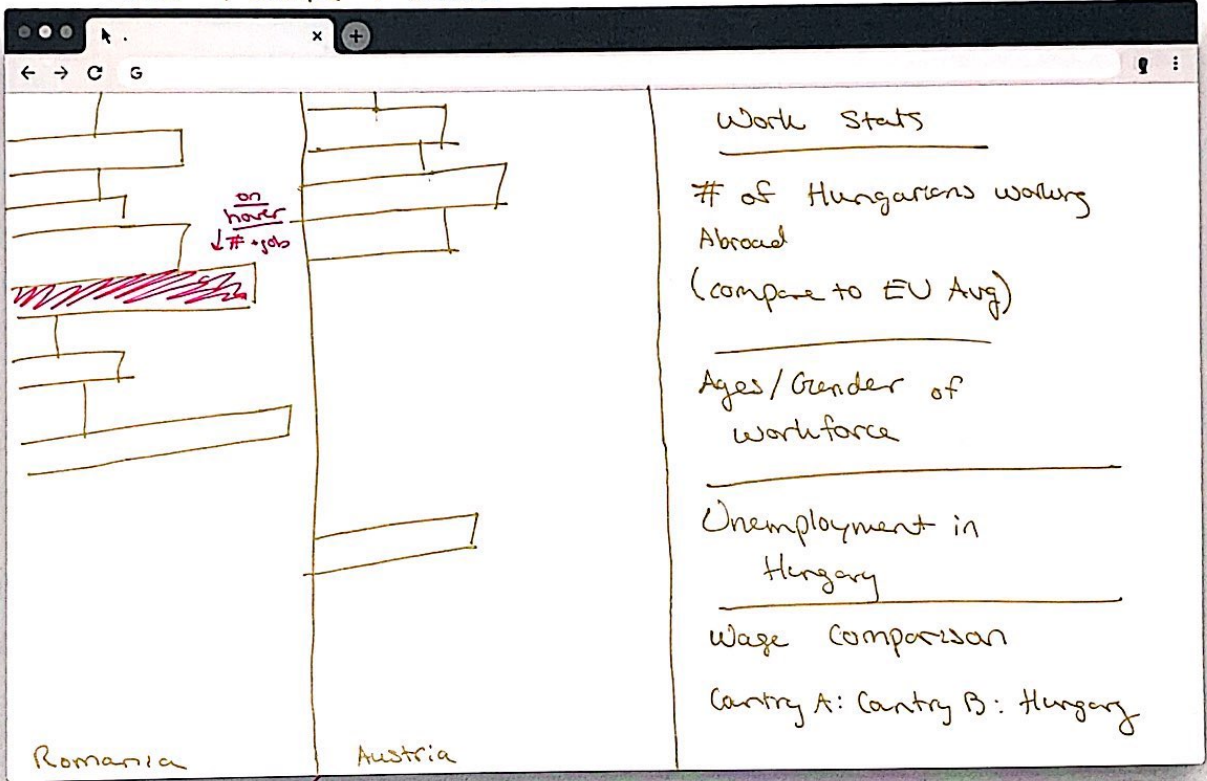 G
on
hover
↓ # + job
Romania
Austria
Work Stats
# of Hungarians working
Abroad
(compare to EU Avg)
Ages/Gender of
workforce
Unemployment in
Hungary
Wage Comparison
Country A: Country B: Hungary